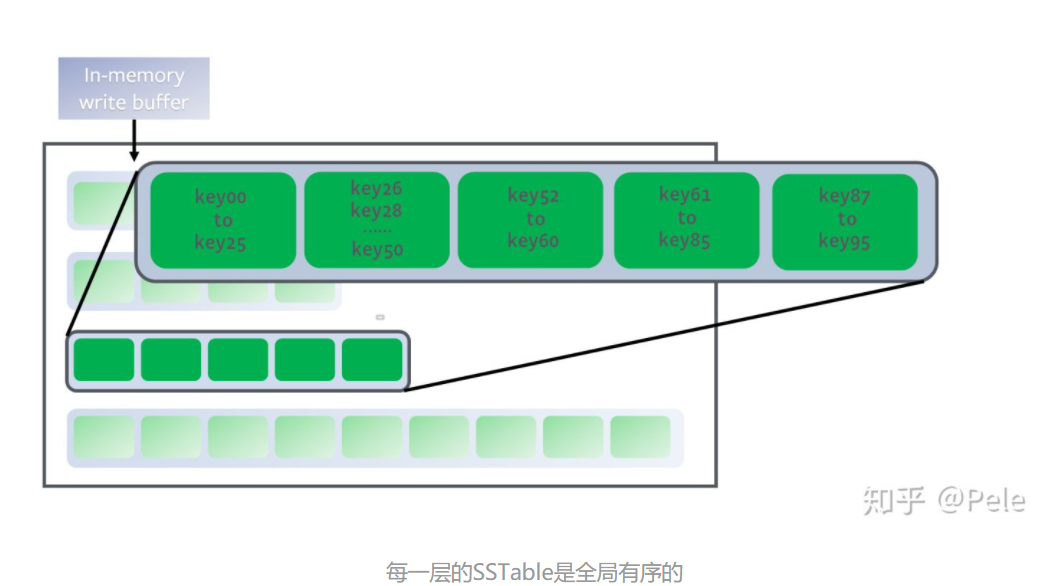 In-memory
write buffer
key00
to
key25
key26
key28
······
key50
key52
to
key60
key61
to
key85
key87
to
key95
知乎 @Pele
每一层的SSTable是全局有序的